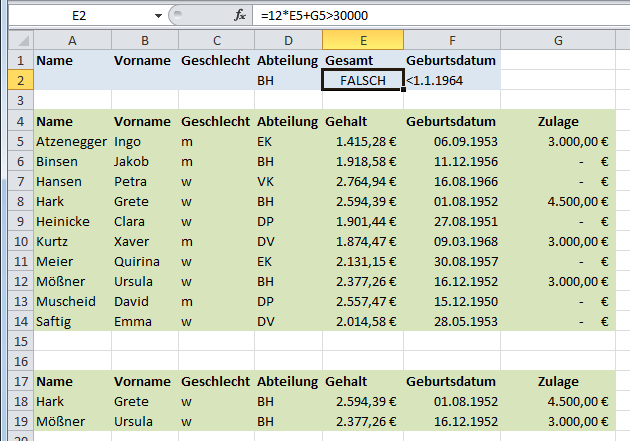 E2 fx =12*E5+G5>30000
A B C D E F G
1 Name Vorname Geschlecht Abteilung Gesamt Geburtsdatum
2 BH FALSCH <1.1.1964
3
4 Name Vorname Geschlecht Abteilung Gehalt Geburtsdatum Zulage
5 Atzenegger Ingo m EK 1.415,28 € 06.09.1953 3.000,00 €
6 Binsen Jakob m BH 1.918,58 € 11.12.1956 - €
7 Hansen Petra w VK 2.764,94 € 16.08.1966 - €
8 Hark Grete w BH 2.594,39 € 01.08.1952 4.500,00 €
9 Heinicke Clara w DP 1.901,44 € 27.08.1951 - €
10 Kurtz Xaver m DV 1.874,47 € 09.03.1968 3.000,00 €
11 Meier Quirina w EK 2.131,15 € 30.08.1957 - €
12 Mößner Ursula w BH 2.377,26 € 16.12.1952 3.000,00 €
13 Muscheid David m DP 2.557,47 € 15.12.1950 - €
14 Saftig Emma w DV 2.014,58 € 28.05.1953 - €
15
16
17 Name Vorname Geschlecht Abteilung Gehalt Geburtsdatum Zulage
18 Hark Grete w BH 2.594,39 € 01.08.1952 4.500,00 €
19 Mößner Ursula w BH 2.377,26 € 16.12.1952 3.000,00 €